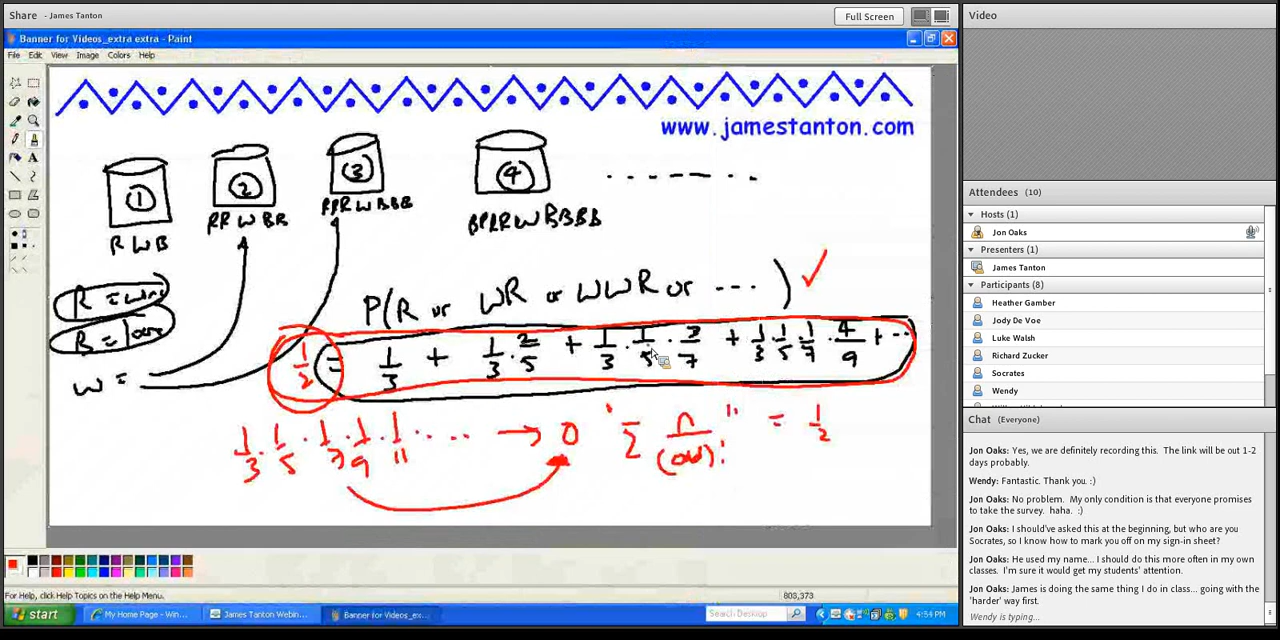 Share - James Tanton
Full Screen
Video
Banner for Videos_extra extra - Paint
File Edit View Image Colors Help
www.jamestanton.com
1 2 3 4
R W B
RR W BB
RRR W BBB
W BBBB
R = win
B = lose
W =
P(R or WR or WWR or ... ) ✓
1/2 = 1/3 + 1/3 · 2/5 + 1/3 · 1/5 · 3/7 + 1/3 · 1/5 · 1/7 · 4/9 + ...
1/3 · 1/5 · 1/7 · 1/9 · 1/11 · ... → 0 " Σ n/(odd)! " = 1/2
For Help, click Help Topics on the Help Menu.
803,373
start
My Home Page - Win...
James Tanton Webin...
Banner for Videos_ex...
Search Desktop
4:54 PM
Attendees (10)
Hosts (1)
Jon Oaks
Presenters (1)
James Tanton
Participants (8)
Heather Gamber
Jody De Voe
Luke Walsh
Richard Zucker
Socrates
Wendy
Chat (Everyone)
Jon Oaks: Yes, we are definitely recording this. The link will be out 1-2
days probably.
Wendy: Fantastic. Thank you. :)
Jon Oaks: No problem. My only condition is that everyone promises
to take the survey. haha. :)
Jon Oaks: I should've asked this at the beginning, but who are you
Socrates, so I know how to mark you off on my sign-in sheet?
Jon Oaks: He used my name... I should do this more often in my own
classes. I'm sure it would get my students' attention.
Jon Oaks: James is doing the same thing I do in class... going with the
'harder' way first.
Wendy is typing...